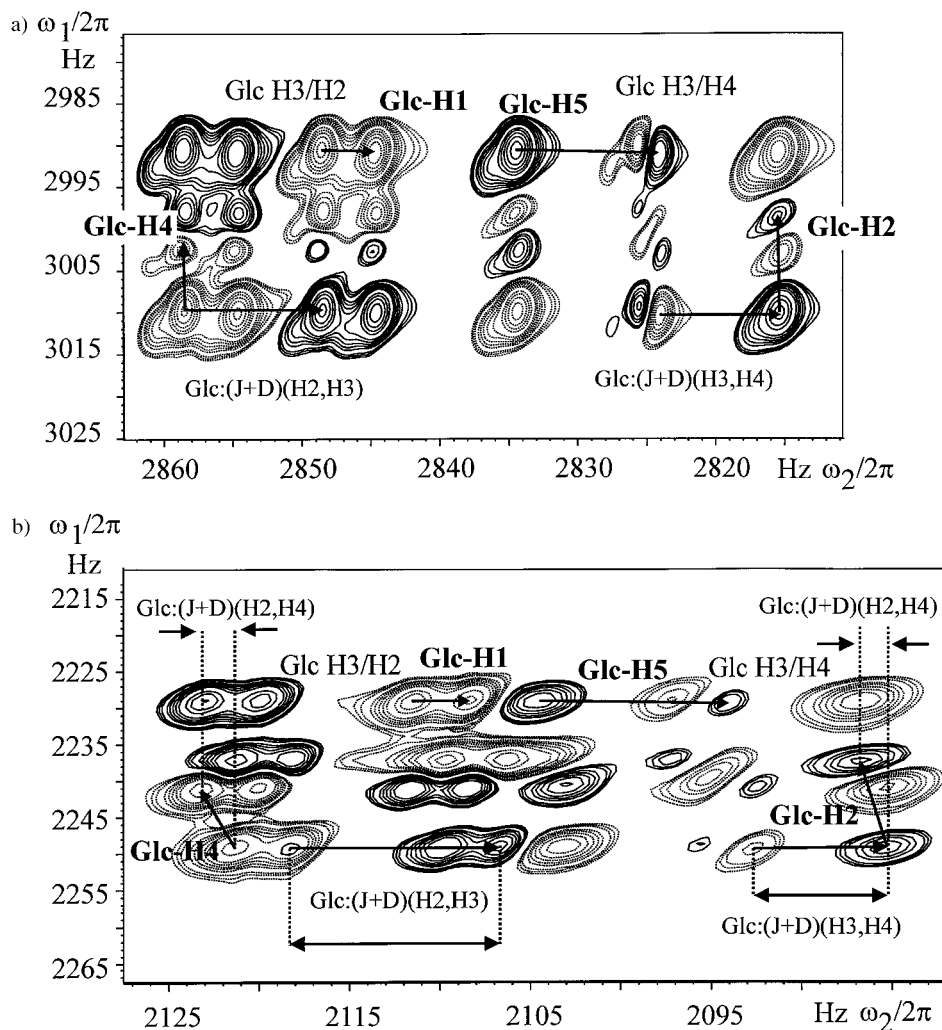 a) ω1/2π
Hz
2985
2995
3005
3015
3025
Glc H3/H2
Glc-H1
Glc-H5
Glc H3/H4
Glc-H4
Glc-H2
Glc:(J+D)(H2,H3)
Glc:(J+D)(H3,H4)
2860 2850 2840 2830 2820 Hz ω2/2π
b) ω1/2π
Hz
2215
2225
2235
2245
2255
2265
Glc:(J+D)(H2,H4)
Glc:(J+D)(H2,H4)
Glc H3/H2
Glc-H1
Glc-H5
Glc H3/H4
Glc-H4
Glc-H2
Glc:(J+D)(H2,H3)
Glc:(J+D)(H3,H4)
2125 2115 2105 2095 Hz ω2/2π